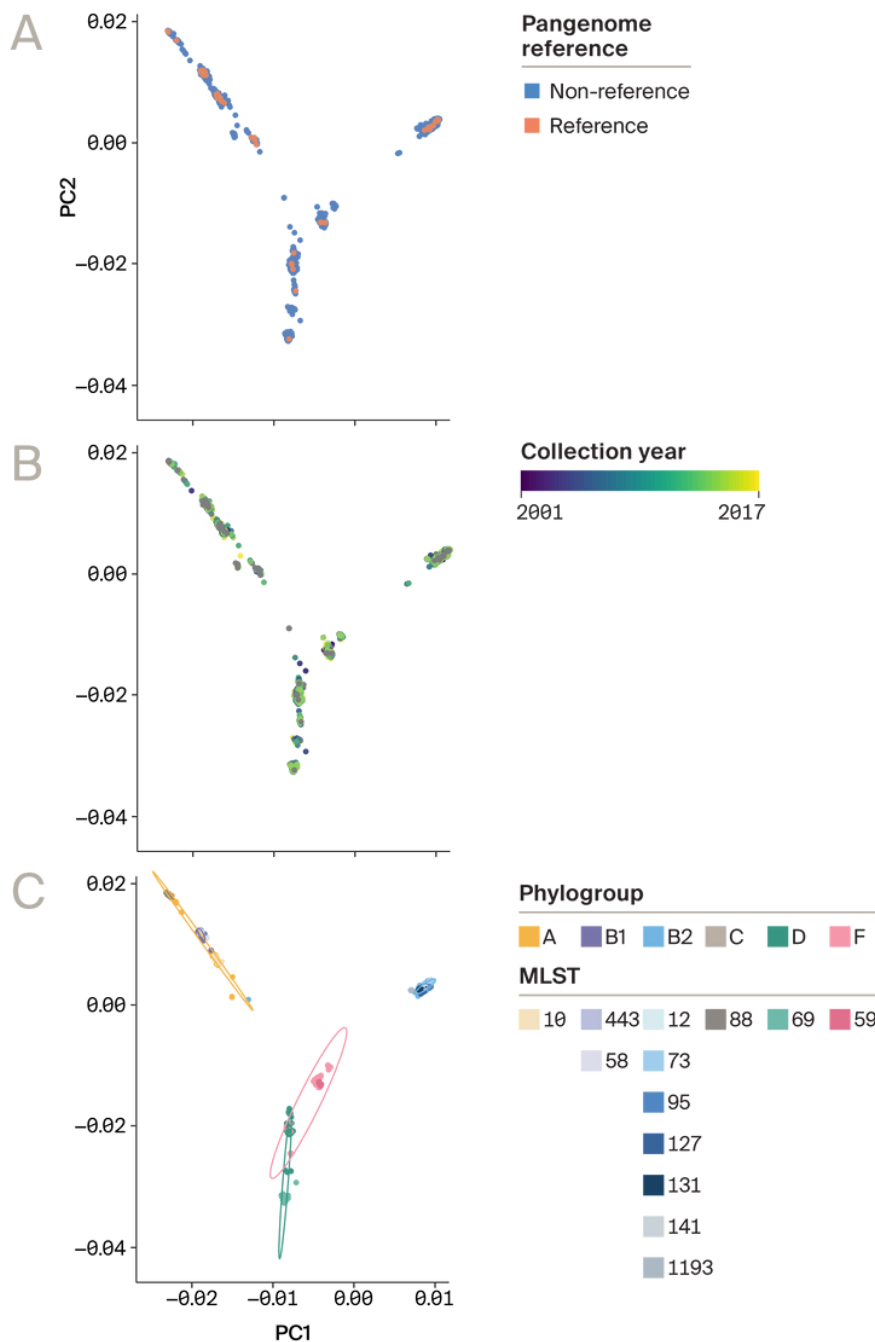 A
0.02
0.00
−0.02
−0.04
PC2
Pangenome
reference
Non-reference
Reference
B
0.02
0.00
−0.02
−0.04
Collection year
2001 2017
C
0.02
0.00
−0.02
−0.04
−0.02 −0.01 0.00 0.01
PC1
Phylogroup
A B1 B2 C D F
MLST
10 443 12 88 69 59
58 73
95
127
131
141
1193